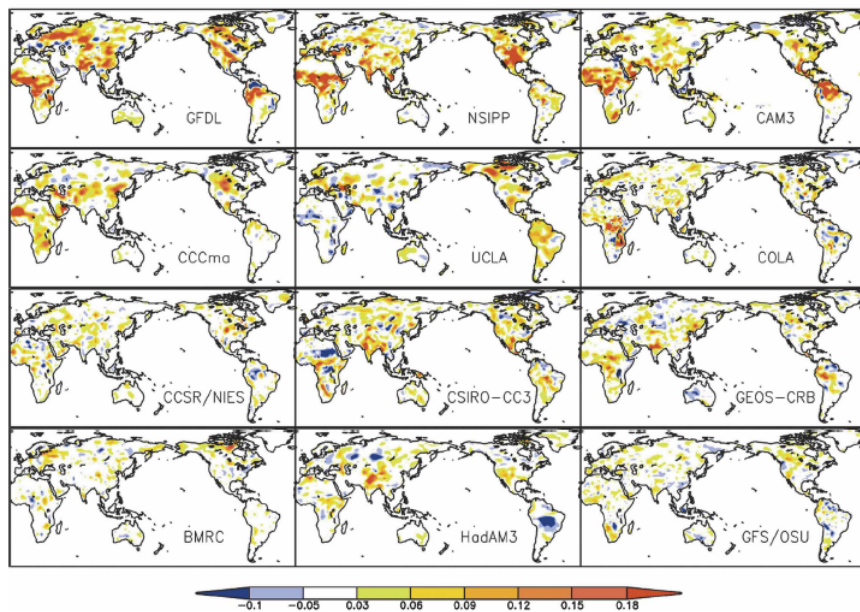 GFDL
NSIPP
CAM3
CCCma
UCLA
COLA
CCSR/NIES
CSIRO-CC3
GEOS-CRB
BMRC
HadAM3
GFS/OSU
-0.1 -0.05 0.03 0.06 0.09 0.12 0.15 0.18